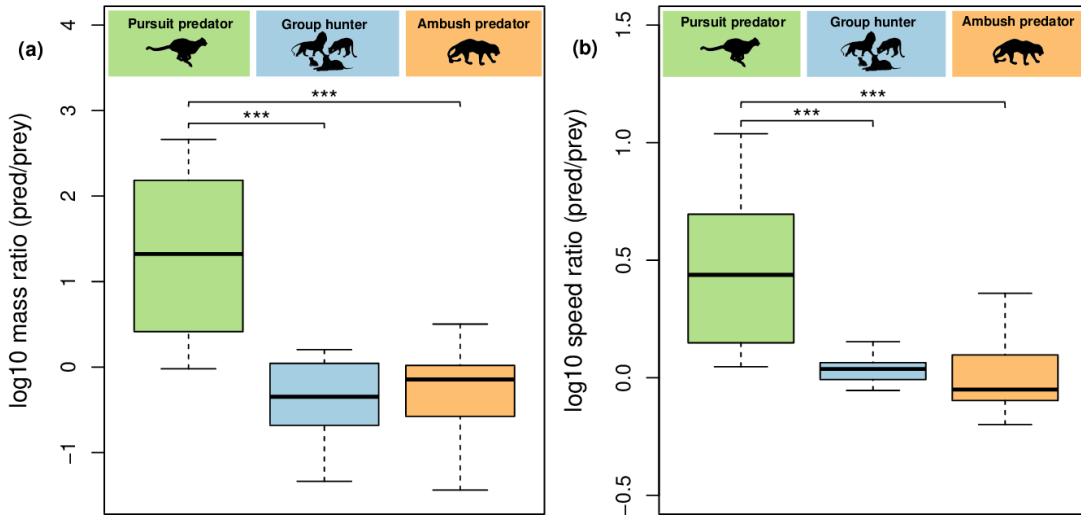 (a)
Pursuit predator
Group hunter
Ambush predator
***
***
log10 mass ratio (pred/prey)
4
3
2
1
0
−1
(b)
Pursuit predator
Group hunter
Ambush predator
***
***
log10 speed ratio (pred/prey)
1.5
1.0
0.5
0.0
−0.5